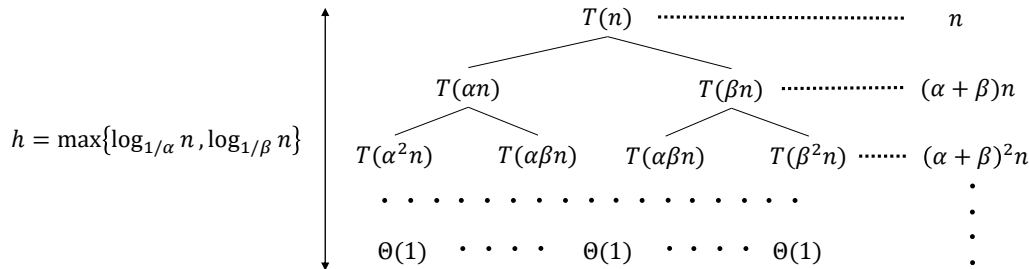 T(n) n
T(αn) T(βn) (α + β)n
h = max{log_{1/α} n , log_{1/β} n} T(α²n) T(αβn) T(αβn) T(β²n) (α + β)²n
Θ(1) Θ(1) Θ(1)